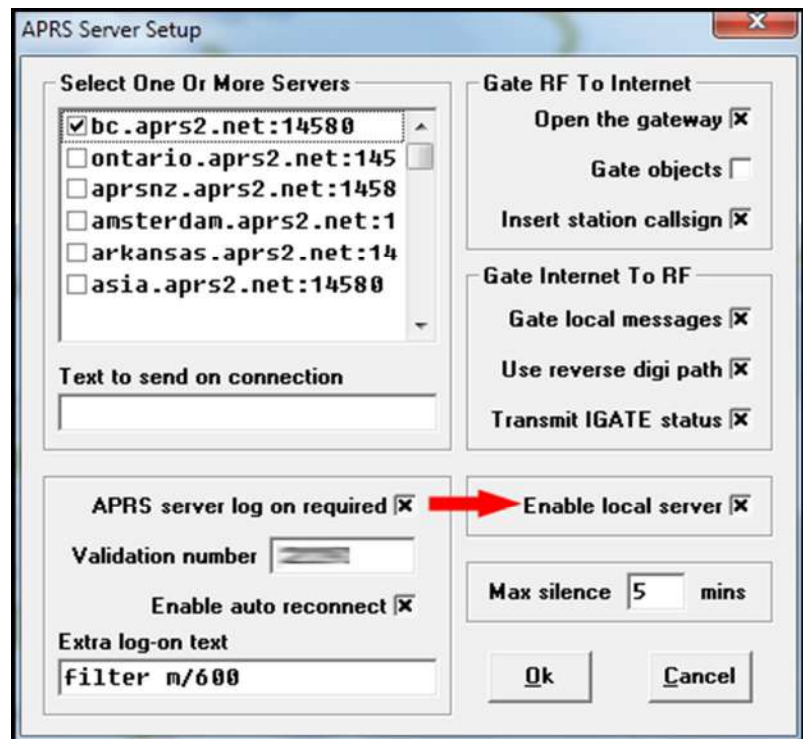 APRS Server Setup
Select One Or More Servers
bc.aprs2.net:14580
ontario.aprs2.net:145
aprsnz.aprs2.net:1458
amsterdam.aprs2.net:1
arkansas.aprs2.net:14
asia.aprs2.net:14580
Text to send on connection
APRS server log on required
Validation number
Enable auto reconnect
Extra log-on text
filter m/600
Gate RF To Internet
Open the gateway
Gate objects
Insert station callsign
Gate Internet To RF
Gate local messages
Use reverse digi path
Transmit IGATE status
Enable local server
Max silence 5 mins
Ok Cancel